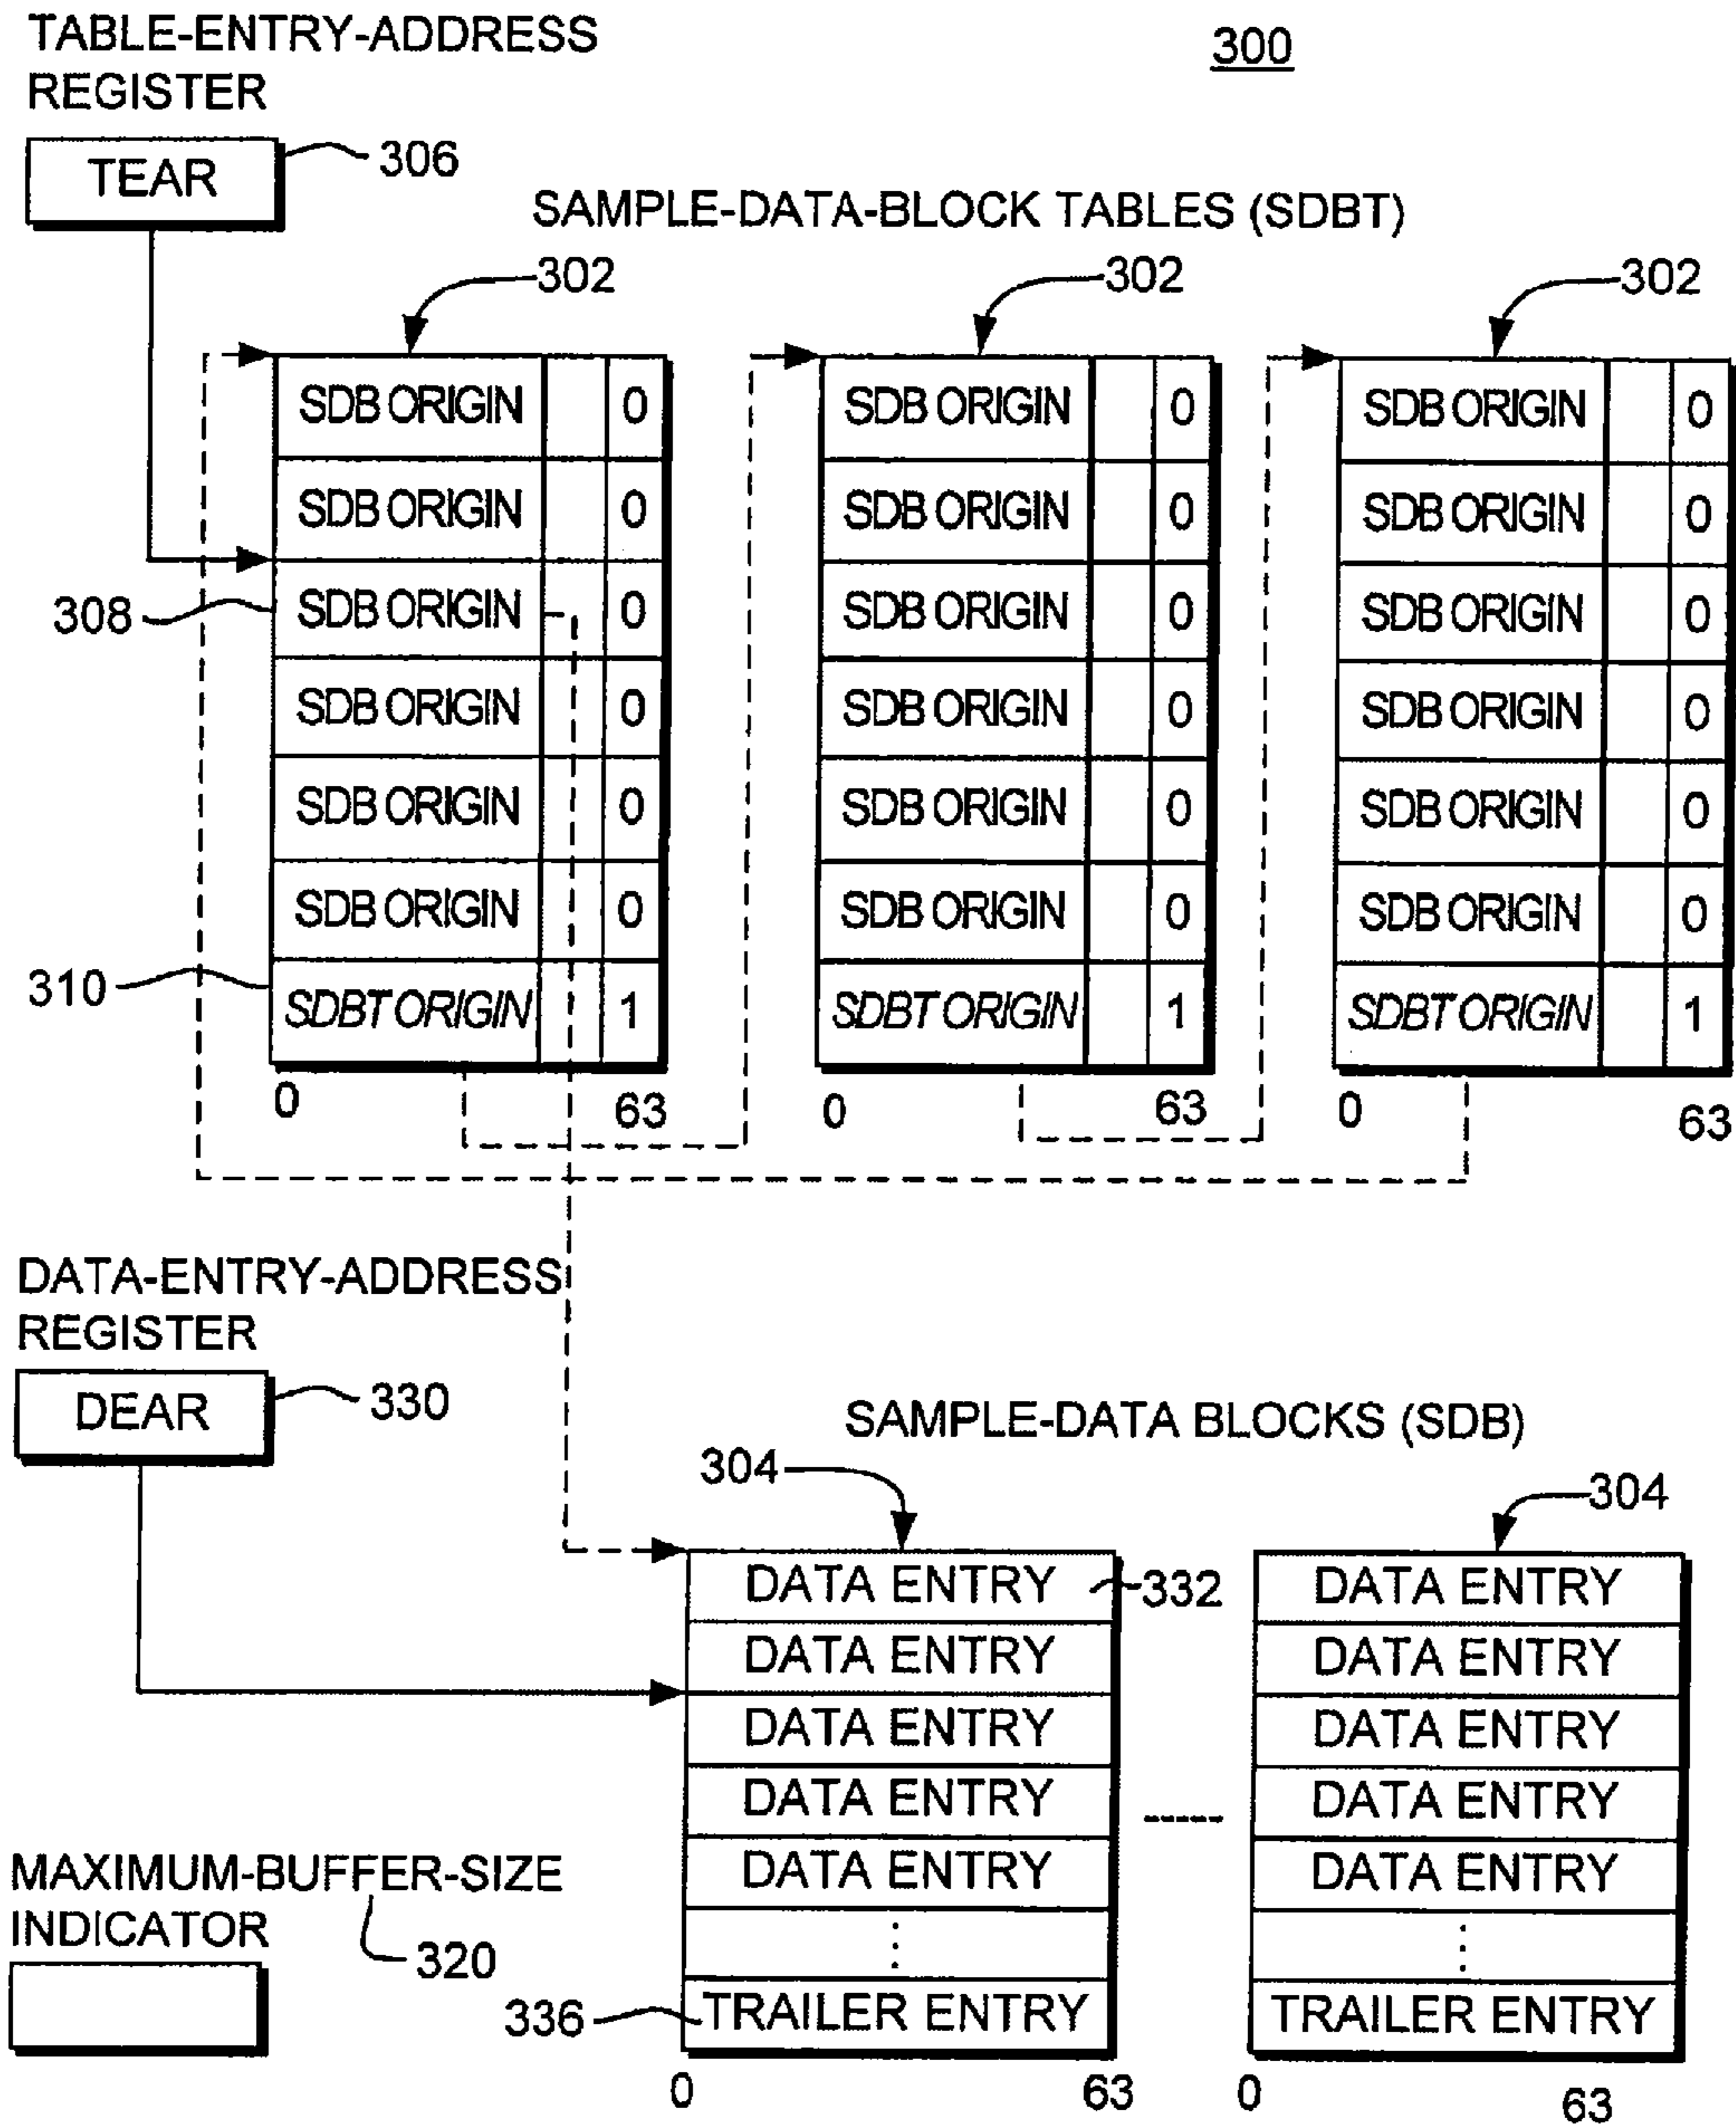 TABLE-ENTRY-ADDRESS
REGISTER
300
TEAR
306
SAMPLE-DATA-BLOCK TABLES (SDBT)
302 302 302
SDB ORIGIN 0 SDB ORIGIN 0 SDB ORIGIN 0
SDB ORIGIN 0 SDB ORIGIN 0 SDB ORIGIN 0
308 SDB ORIGIN 0 SDB ORIGIN 0 SDB ORIGIN 0
SDB ORIGIN 0 SDB ORIGIN 0 SDB ORIGIN 0
SDB ORIGIN 0 SDB ORIGIN 0 SDB ORIGIN 0
SDB ORIGIN 0 SDB ORIGIN 0 SDB ORIGIN 0
310 SDBT ORIGIN 1 SDBT ORIGIN 1 SDBT ORIGIN 1
0 63 0 63 0 63
DATA-ENTRY-ADDRESS
REGISTER
DEAR
330
SAMPLE-DATA BLOCKS (SDB)
304 304
DATA ENTRY 332 DATA ENTRY
DATA ENTRY DATA ENTRY
DATA ENTRY DATA ENTRY
DATA ENTRY DATA ENTRY
DATA ENTRY DATA ENTRY
MAXIMUM-BUFFER-SIZE
INDICATOR
320
336 TRAILER ENTRY TRAILER ENTRY
0 63 0 63